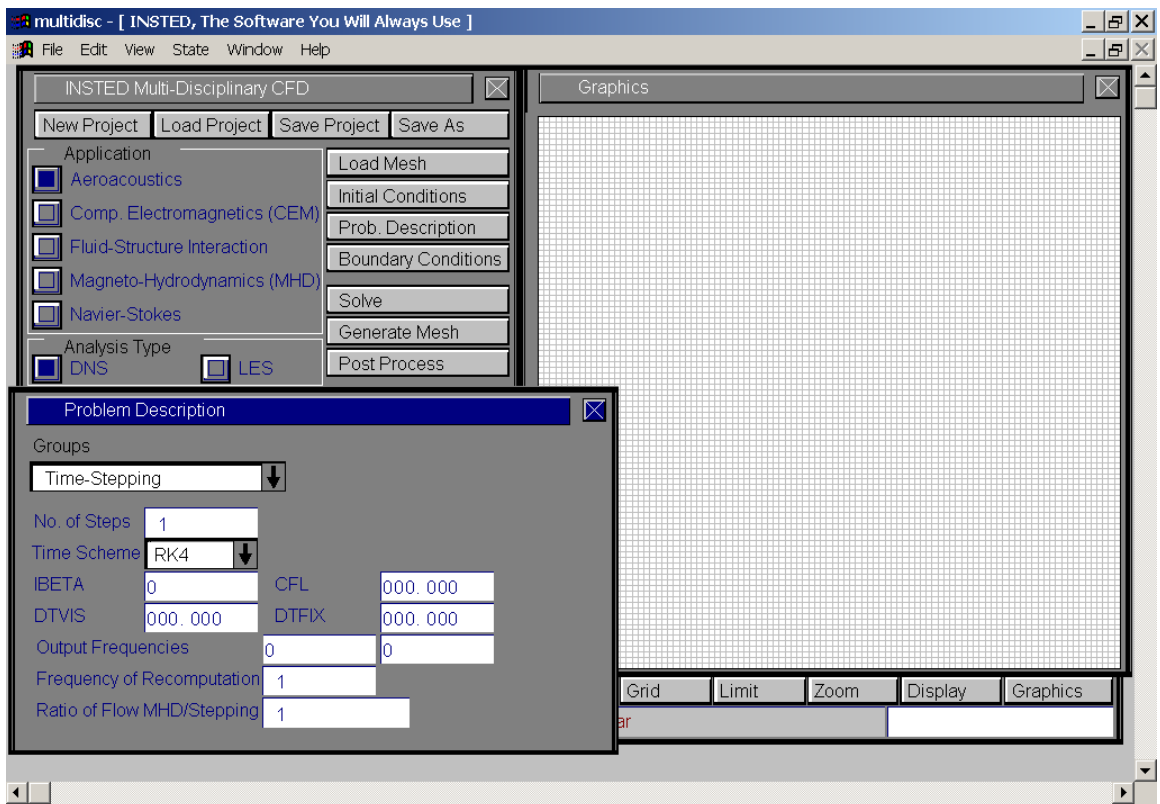 multidisc - [ INSTED, The Software You Will Always Use ]
File Edit View State Window Help
INSTED Multi-Disciplinary CFD
Graphics
New Project Load Project Save Project Save As
Application
Aeroacoustics
Comp. Electromagnetics (CEM)
Fluid-Structure Interaction
Magneto-Hydrodynamics (MHD)
Navier-Stokes
Analysis Type
DNS LES
Load Mesh
Initial Conditions
Prob. Description
Boundary Conditions
Solve
Generate Mesh
Post Process
Problem Description
Groups
Time-Stepping
No. of Steps 1
Time Scheme RK4
IBETA 0 CFL 000.000
DTVIS 000.000 DTFIX 000.000
Output Frequencies 0 0
Frequency of Recomputation 1
Ratio of Flow MHD/Stepping 1
Grid Limit Zoom Display Graphics
ar